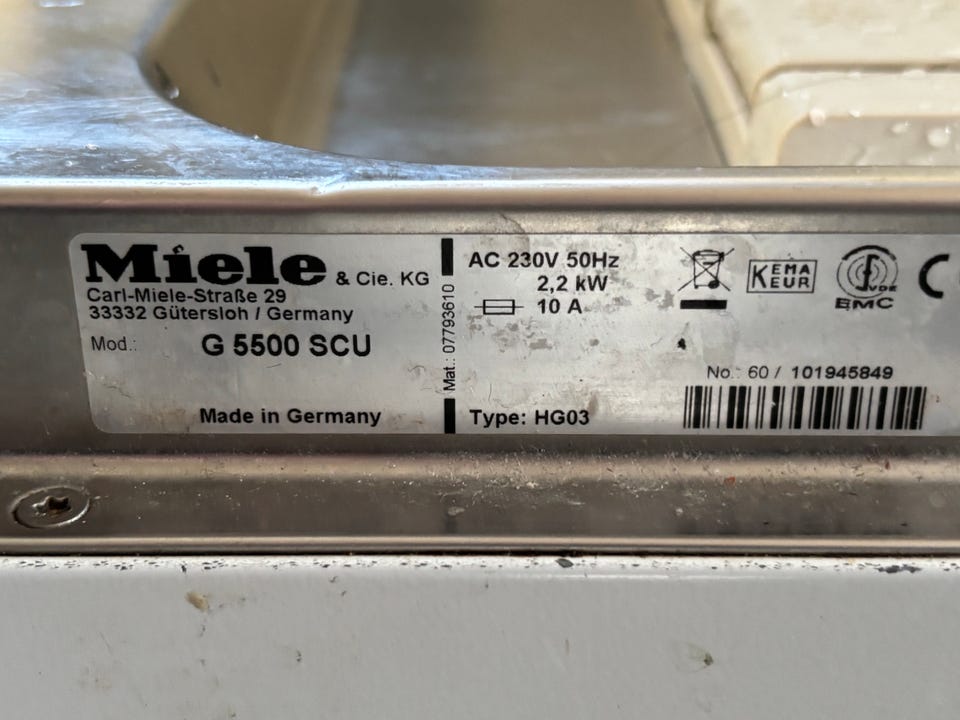 Miele & Cie. KG
Carl-Miele-Straße 29
33332 Gütersloh / Germany
Mod.: G 5500 SCU
Made in Germany
Mat.: 07793610
AC 230V 50Hz
2,2 kW
10 A
Type: HG03
KEMA
KEUR
VDE
EMC
No.: 60 / 101945849